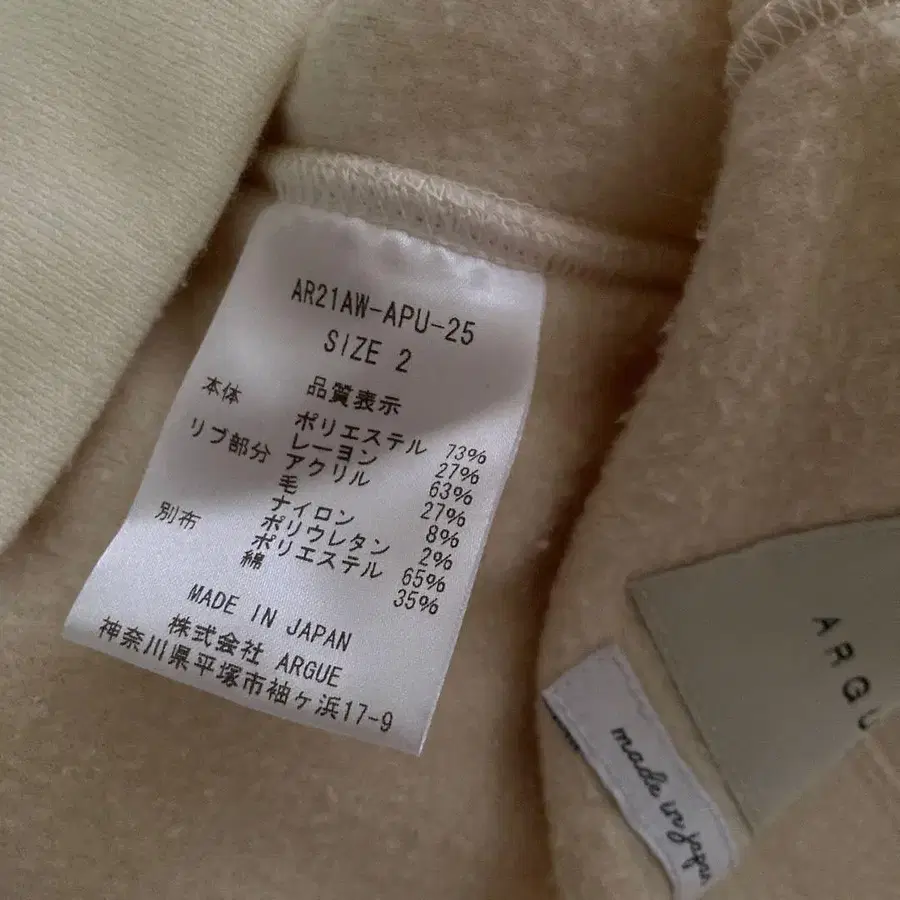 AR21AW-APU-25
SIZE 2
品質表示
本体 ポリエステル 73%
レーヨン 27%
リブ部分 アクリル 63%
毛 27%
ナイロン 8%
ポリウレタン 2%
別布 ポリエステル 65%
綿 35%
MADE IN JAPAN
株式会社 ARGUE
神奈川県平塚市袖ヶ浜17-9
ARGU
made in japan